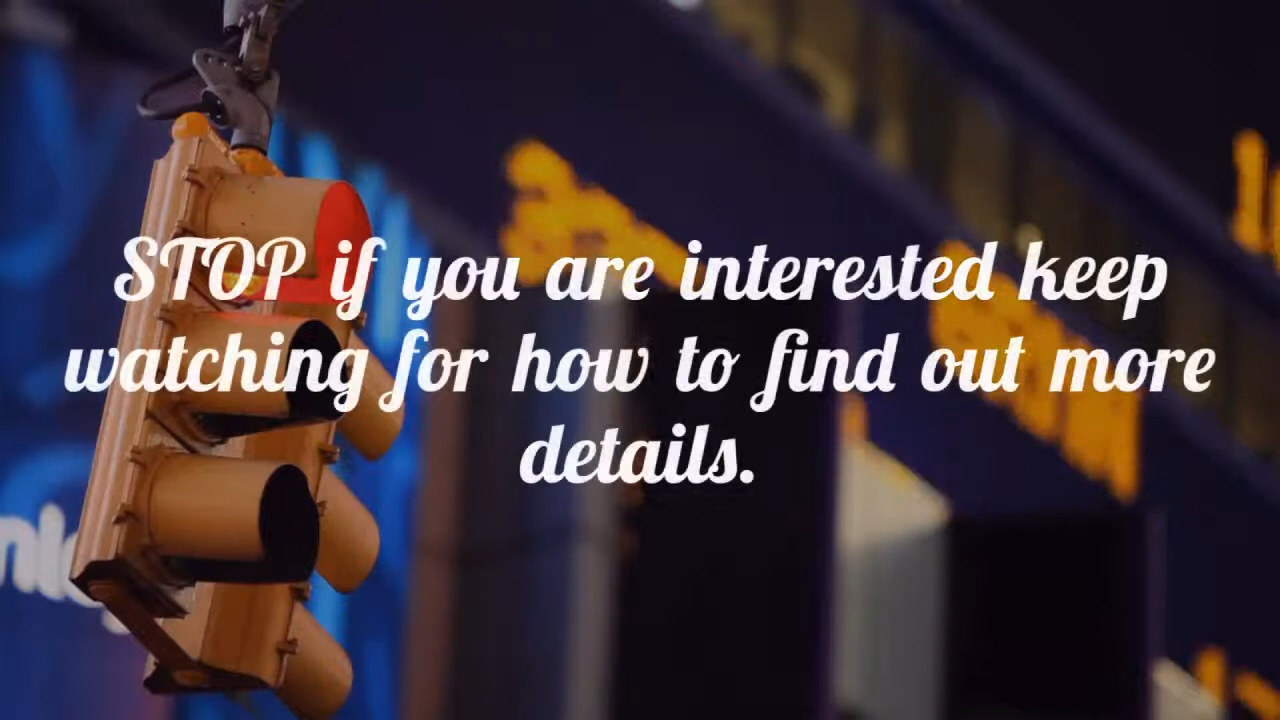 STOP if you are interested keep
watching for how to find out more
details.